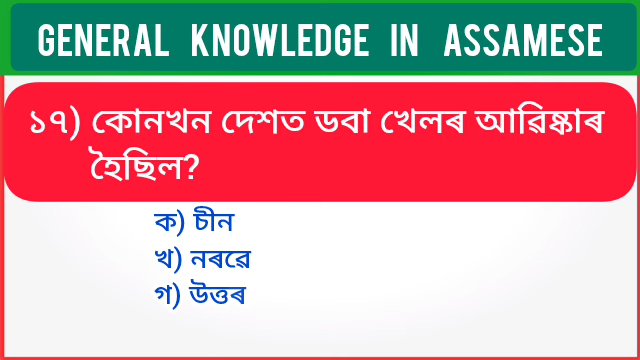 GENERAL KNOWLEDGE IN ASSAMESE
১৭) কোনখন দেশত ডবা খেলৰ আৱিষ্কাৰ
হৈছিল?
ক) চীন
খ) নৰৱে
গ) উত্তৰ